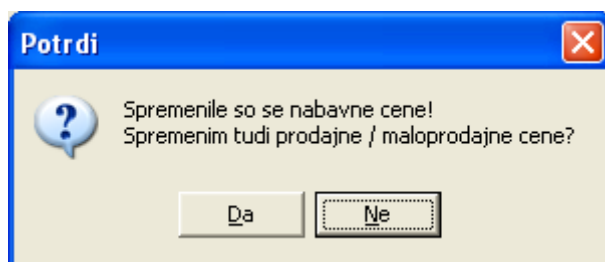 Potrdi
Spremenile so se nabavne cene!
Spremenim tudi prodajne / maloprodajne cene?
Da
Ne